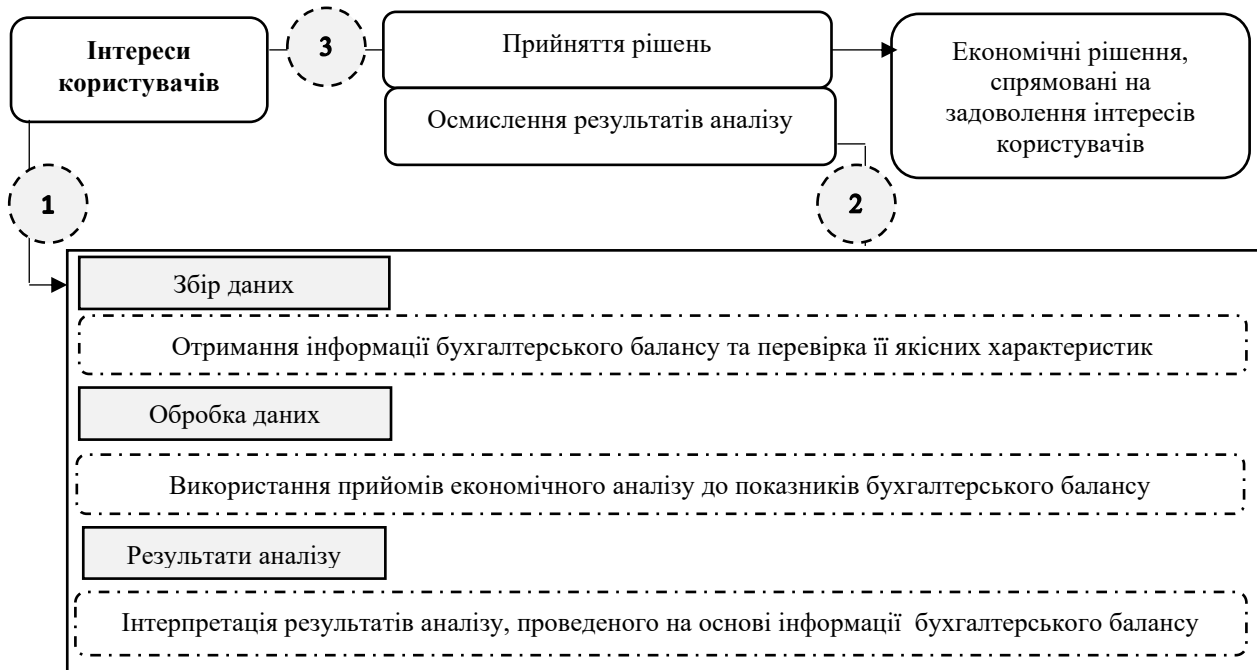 Інтереси
користувачів
3
Прийняття рішень
Осмислення результатів аналізу
Економічні рішення,
спрямовані на
задоволення інтересів
користувачів
1
2
Збір даних
Отримання інформації бухгалтерського балансу та перевірка її якісних характеристик
Обробка даних
Використання прийомів економічного аналізу до показників бухгалтерського балансу
Результати аналізу
Інтерпретація результатів аналізу, проведеного на основі інформації бухгалтерського балансу